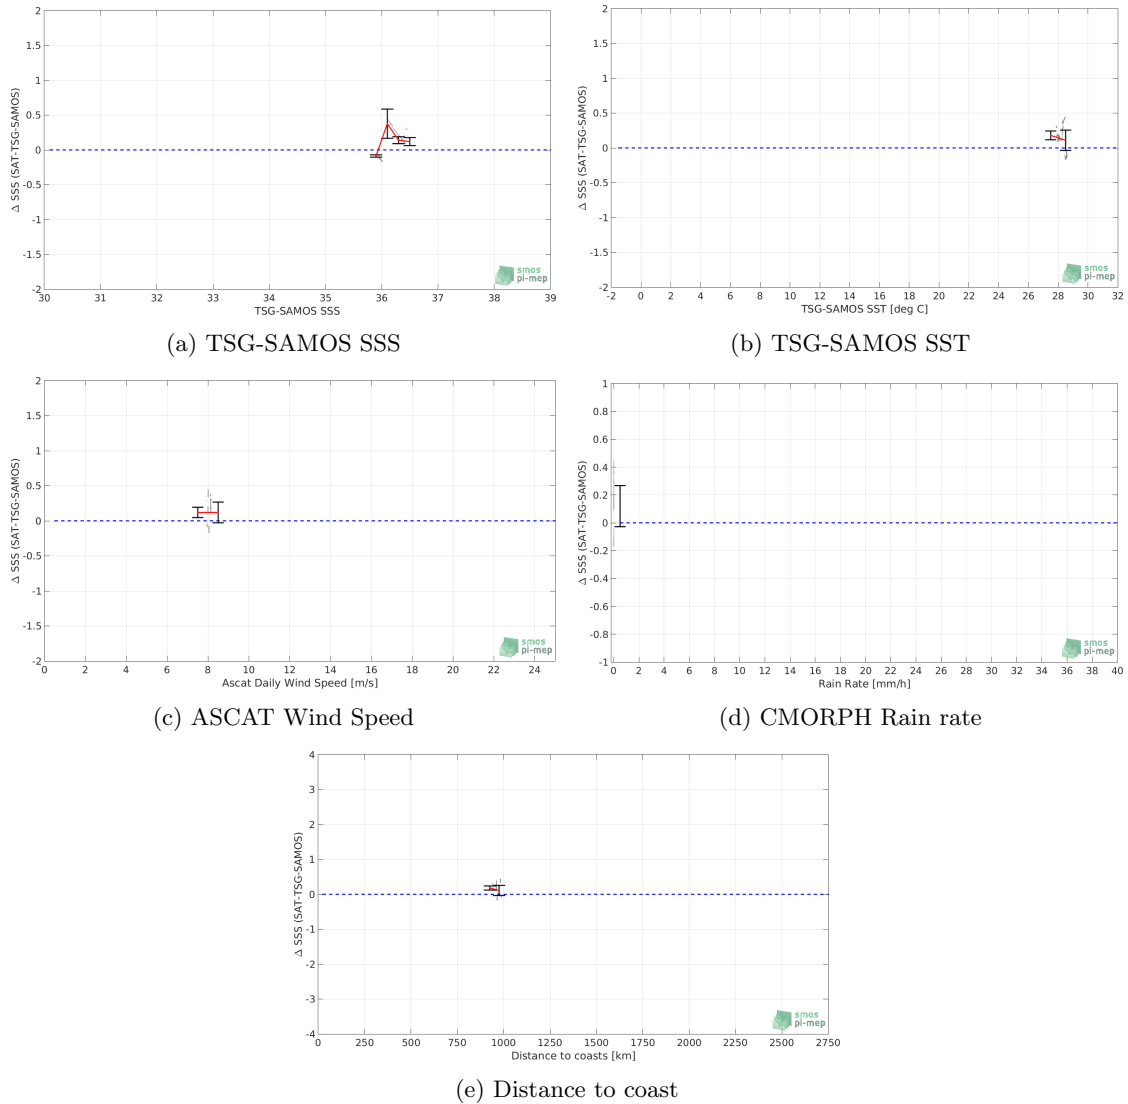 2
1.5
1
0.5
0
-0.5
-1
-1.5
-2
Δ SSS (SAT-TSG-SAMOS)
30 31 32 33 34 35 36 37 38 39
TSG-SAMOS SSS
smos
pi-mep
(a) TSG-SAMOS SSS
2
1.5
1
0.5
0
-0.5
-1
-1.5
-2
Δ SSS (SAT-TSG-SAMOS)
-2 0 2 4 6 8 10 12 14 16 18 20 22 24 26 28 30 32
TSG-SAMOS SST [deg C]
smos
pi-mep
(b) TSG-SAMOS SST
2
1.5
1
0.5
0
-0.5
-1
-1.5
-2
Δ SSS (SAT-TSG-SAMOS)
0 2 4 6 8 10 12 14 16 18 20 22 24
Ascat Daily Wind Speed [m/s]
smos
pi-mep
(c) ASCAT Wind Speed
1
0.8
0.6
0.4
0.2
0
-0.2
-0.4
-0.6
-0.8
-1
Δ SSS (SAT-TSG-SAMOS)
0 2 4 6 8 10 12 14 16 18 20 22 24 26 28 30 32 34 36 38 40
Rain Rate [mm/h]
smos
pi-mep
(d) CMORPH Rain rate
4
3
2
1
0
-1
-2
-3
-4
Δ SSS (SAT-TSG-SAMOS)
0 250 500 750 1000 1250 1500 1750 2000 2250 2500 2750
Distance to coasts [km]
smos
pi-mep
(e) Distance to coast